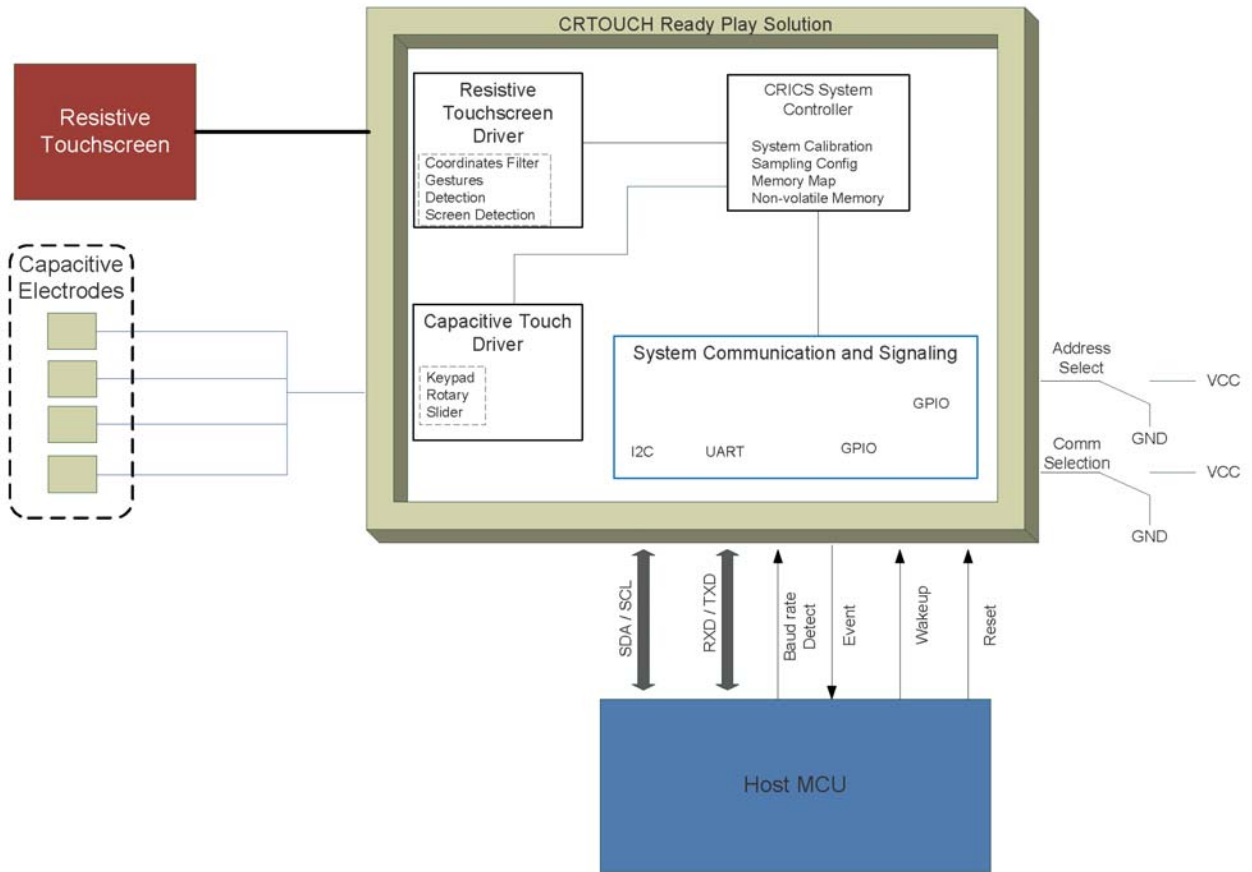 CRTOUCH Ready Play Solution
Resistive
Touchscreen
Resistive
Touchscreen
Driver
Coordinates Filter
Gestures
Detection
Screen Detection
CRICS System
Controller
System Calibration
Sampling Config
Memory Map
Non-volatile Memory
Capacitive
Electrodes
Capacitive Touch
Driver
Keypad
Rotary
Slider
System Communication and Signaling
GPIO
I2C
UART
GPIO
Address
Select
VCC
GND
Comm
Selection
VCC
GND
SDA / SCL
RXD / TXD
Baud rate
Detect
Event
Wakeup
Reset
Host MCU